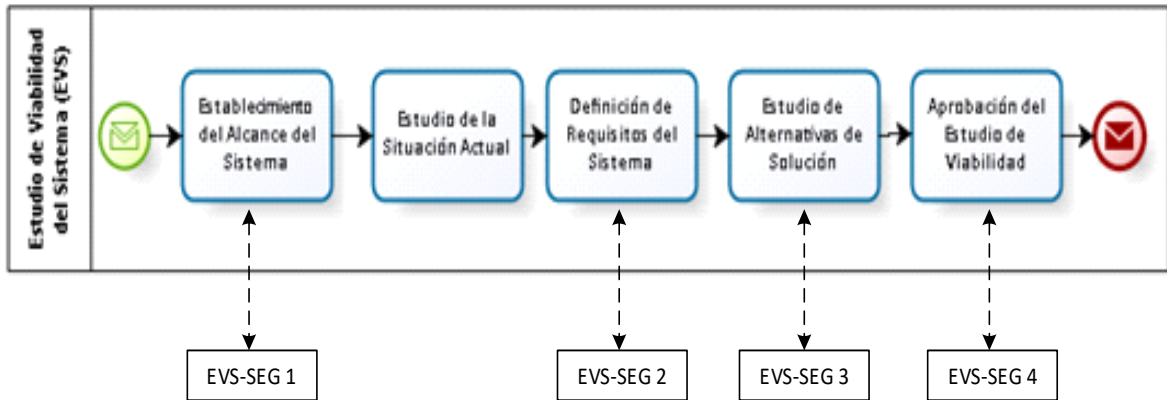 Estudio de Viabilidad
del Sistema (EVS)
Establecimiento
del Alcance del
Sistema
Estudio de la
Situación Actual
Definición de
Requisitos del
Sistema
Estudio de
Alternativas de
Solución
Aprobación del
Estudio de
Viabilidad
EVS-SEG 1
EVS-SEG 2
EVS-SEG 3
EVS-SEG 4